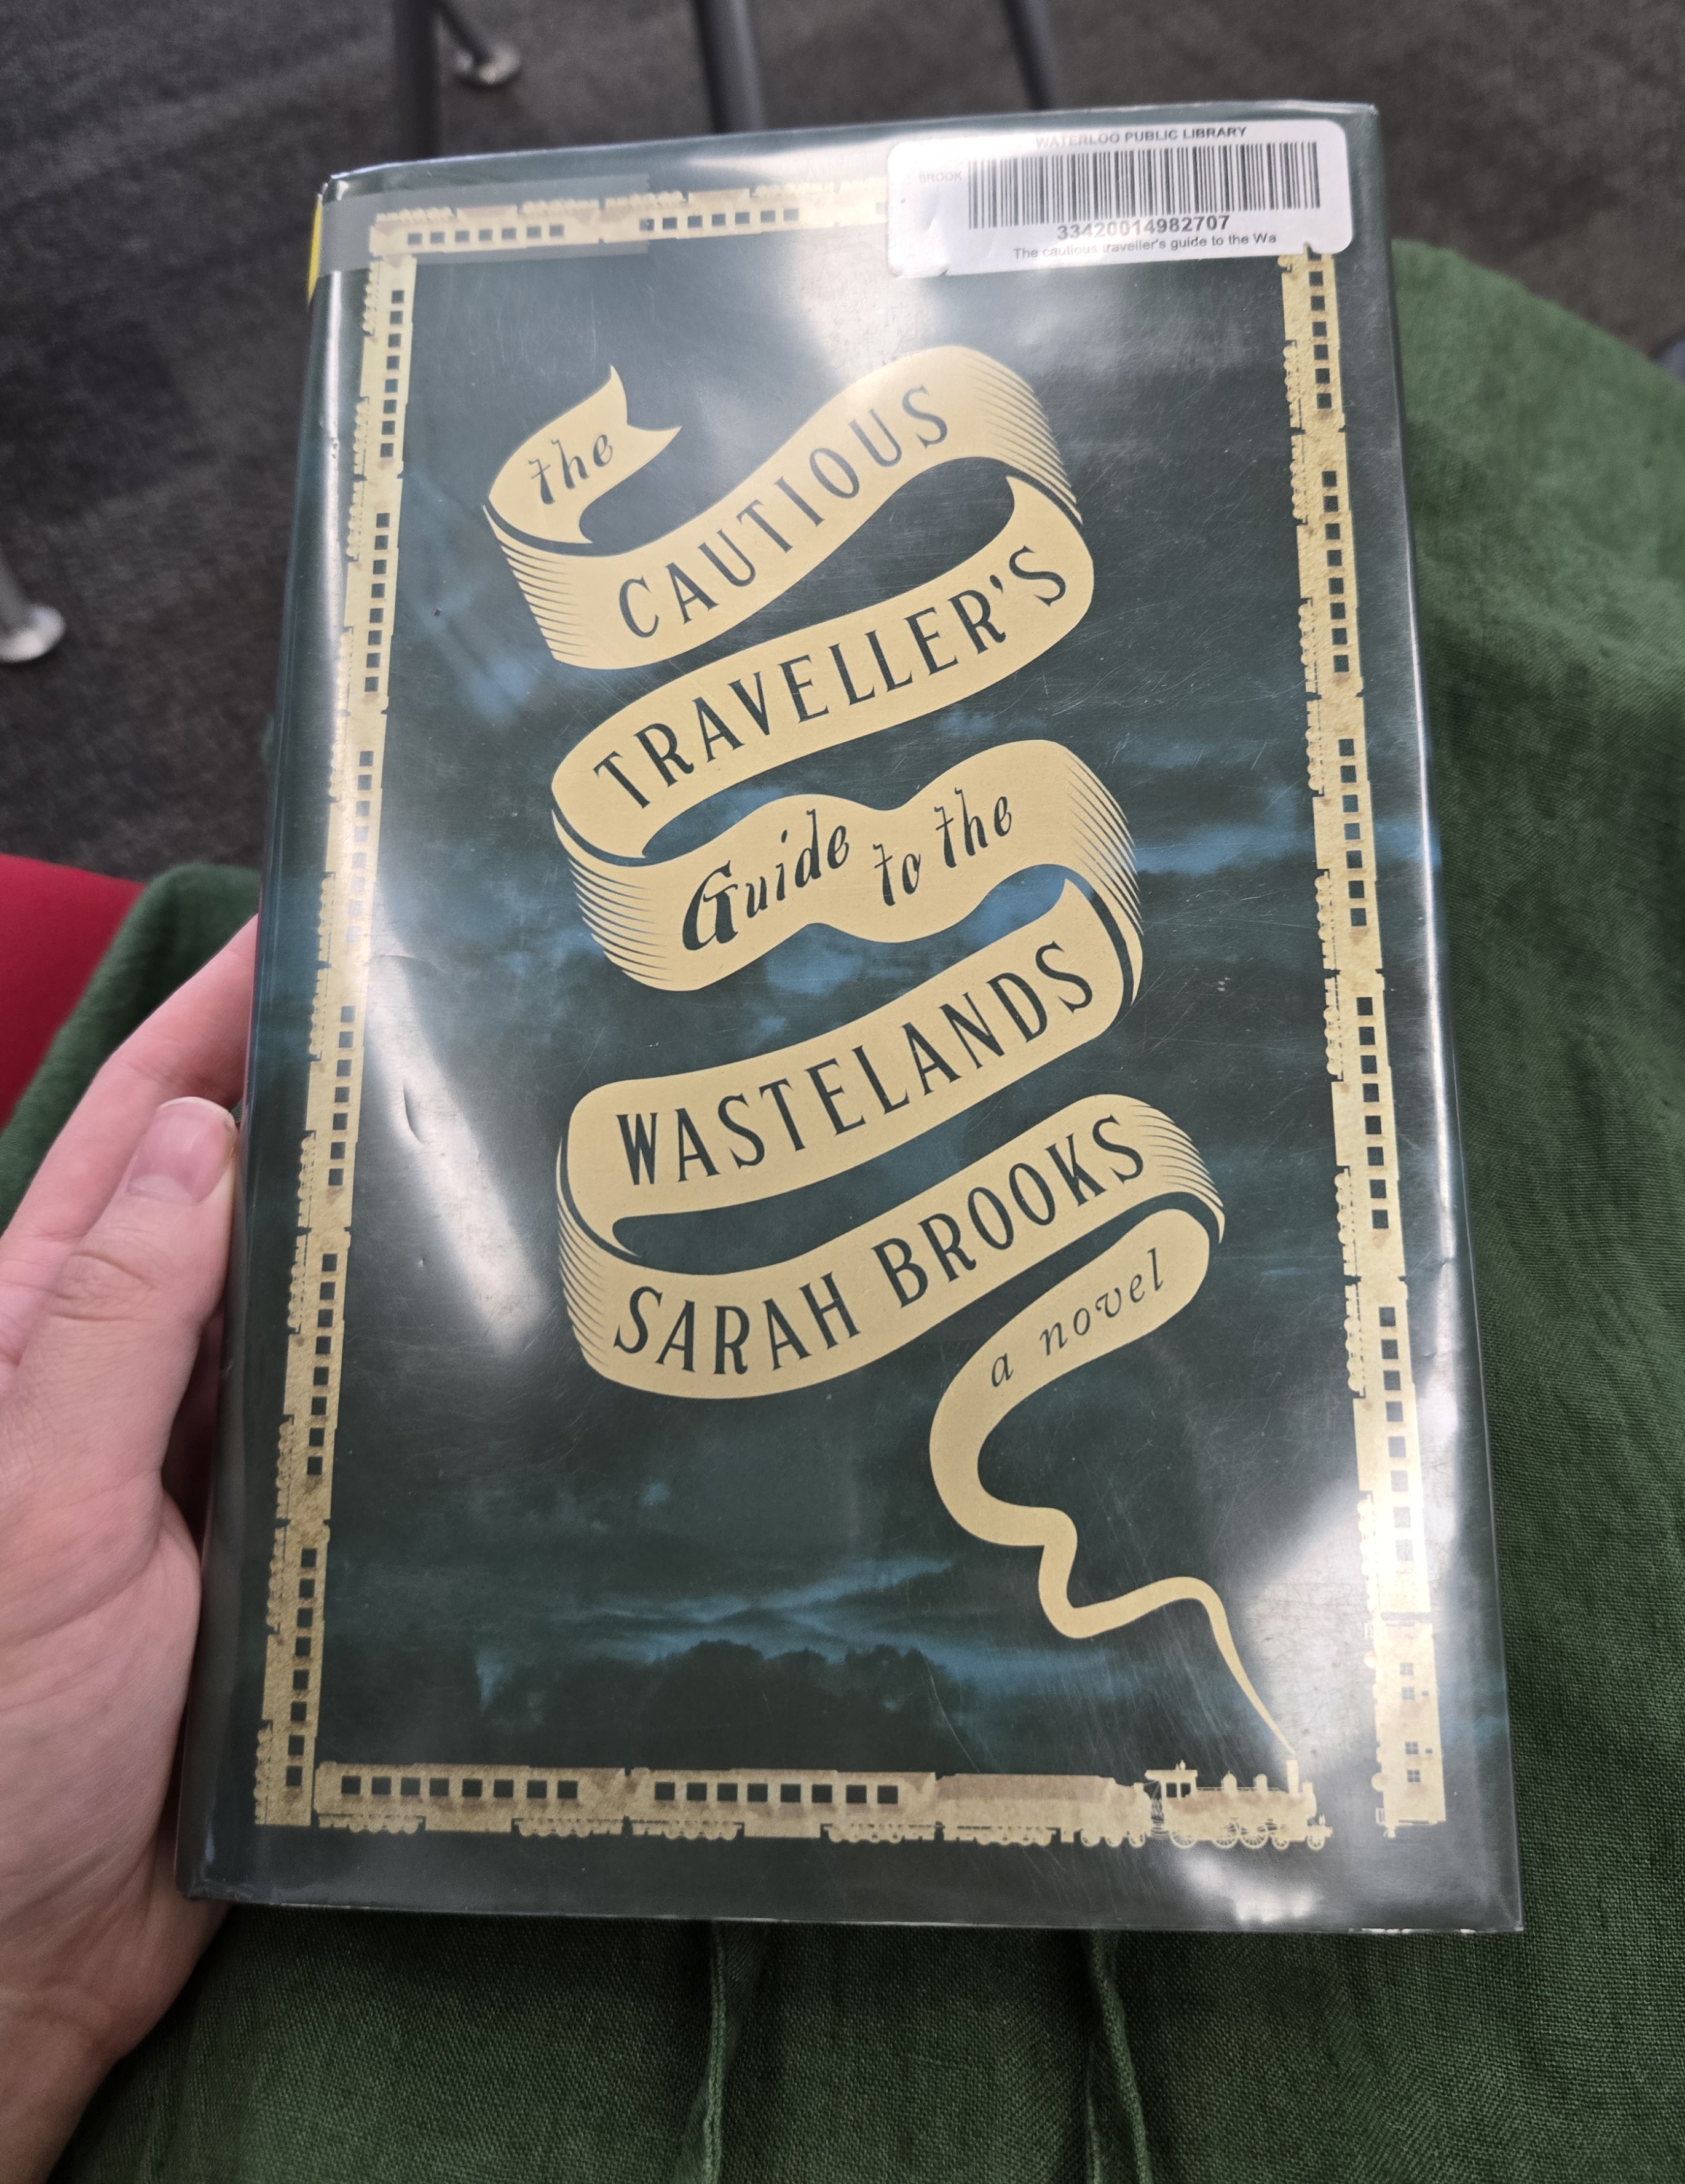 WATERLOO PUBLIC LIBRARY
BROOK
33420014982707
The cautious traveller's guide to the Wa
the
CAUTIOUS
TRAVELLER'S
Guide to the
WASTELANDS
SARAH BROOKS
a novel